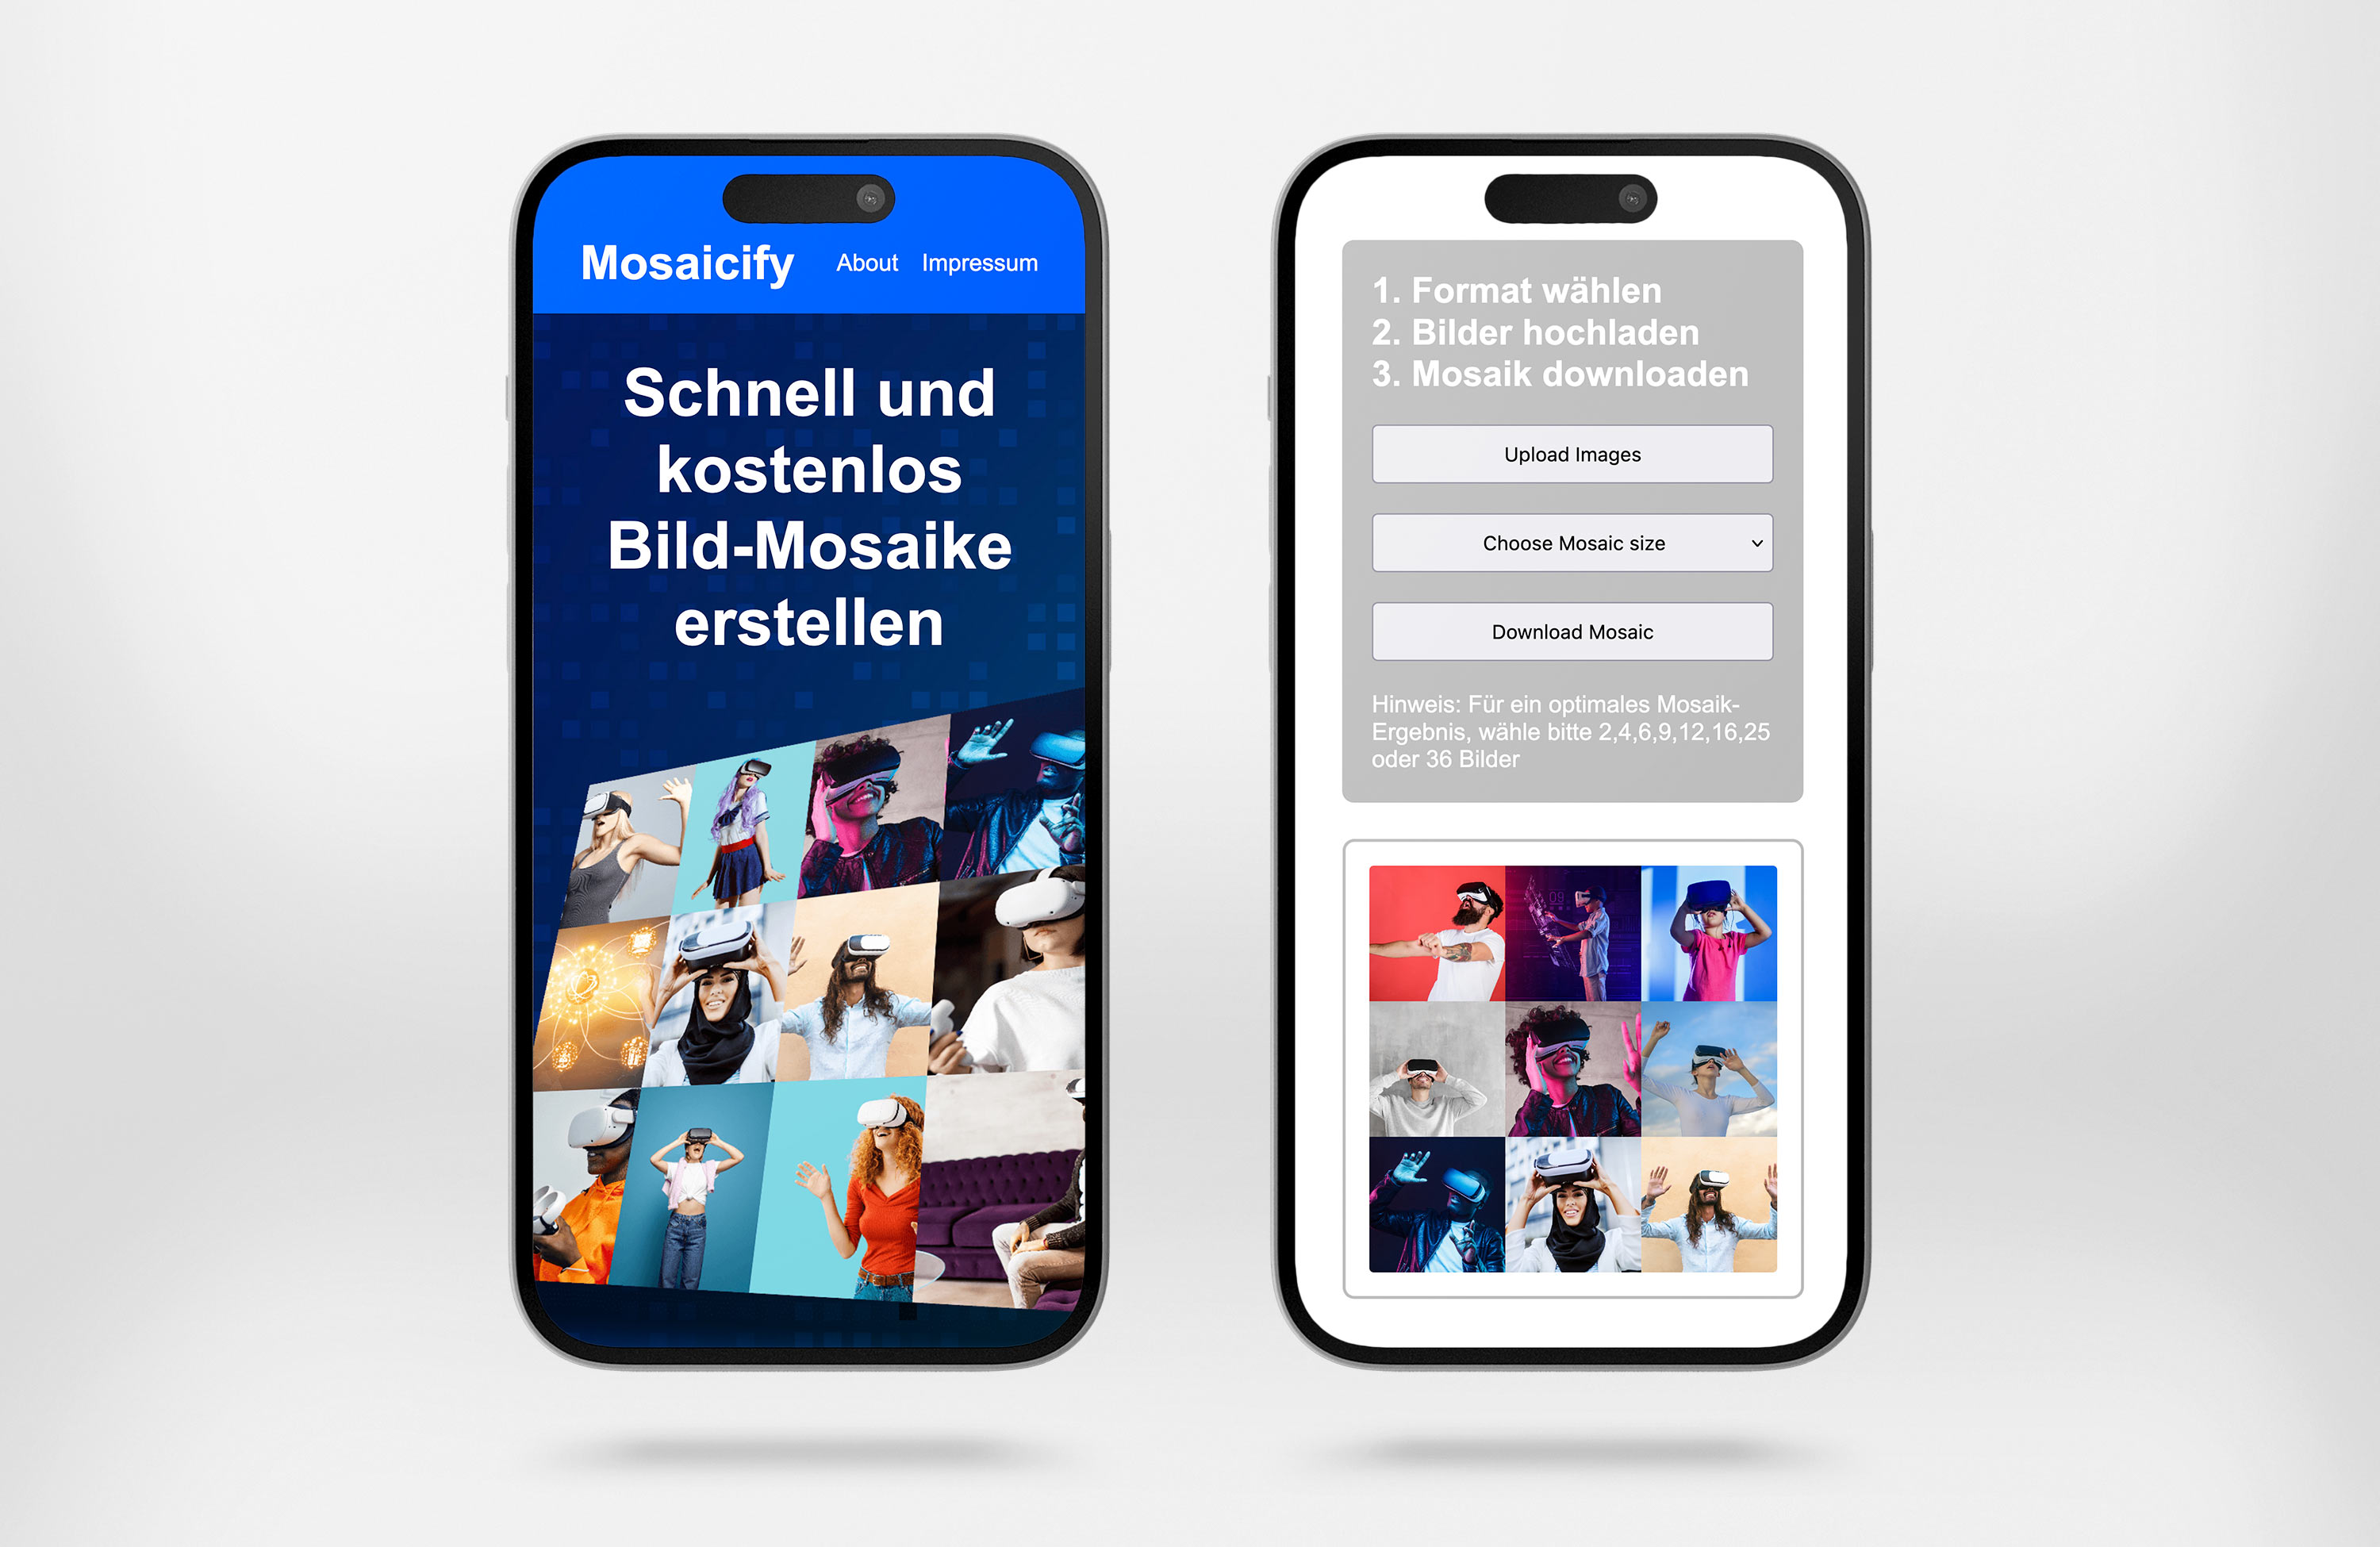 Mosaicify About Impressum
Schnell und
kostenlos
Bild-Mosaike
erstellen
1. Format wählen
2. Bilder hochladen
3. Mosaik downloaden
Upload Images
Choose Mosaic size
Download Mosaic
Hinweis: Für ein optimales Mosaik-
Ergebnis, wähle bitte 2,4,6,9,12,16,25
oder 36 Bilder